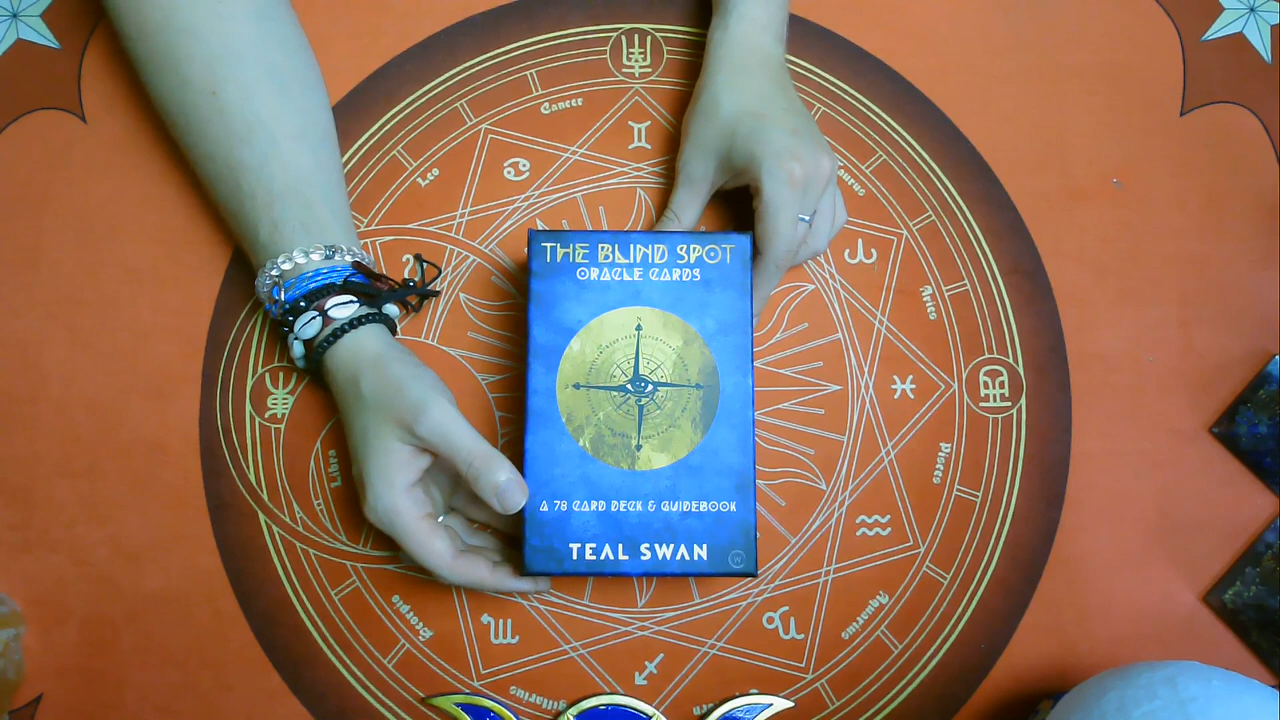 THE BLIND SPOT
ORACLE CARDS
N
A 78 CARD DECK & GUIDEBOOK
TEAL SWAN
W
Cancer
Leo
Taurus
Aries
Pisces
Libra
Scorpio
Aquarius